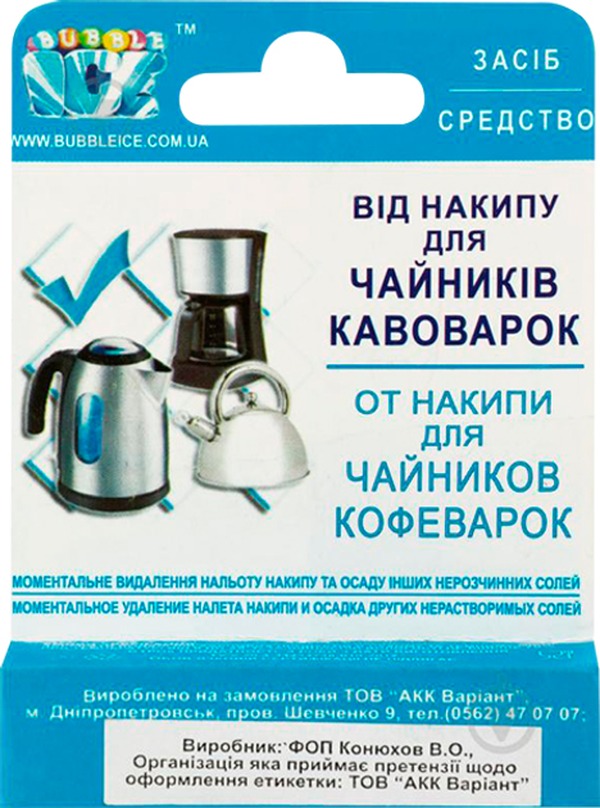 BUBBLE
ICE
™
WWW.BUBBLEICE.COM.UA
ЗАСІБ
СРЕДСТВО
ВІД НАКИПУ
ДЛЯ
ЧАЙНИКІВ
КАВОВАРОК
ОТ НАКИПИ
ДЛЯ
ЧАЙНИКОВ
КОФЕВАРОК
МОМЕНТАЛЬНЕ ВИДАЛЕННЯ НАЛЬОТУ НАКИПУ ТА ОСАДУ ІНШИХ НЕРОЗЧИННИХ СОЛЕЙ
МОМЕНТАЛЬНОЕ УДАЛЕНИЕ НАЛЕТА НАКИПИ И ОСАДКА ДРУГИХ НЕРАСТВОРИМЫХ СОЛЕЙ
Вироблено на замовлення ТОВ "АКК Варіант",
м. Дніпропетровськ, пров. Шевченко 9, тел.(0562) 47 07 07;
Виробник: ФОП Конюхов В.О.,
Організація яка приймає претензії щодо
оформлення етикетки: ТОВ "АКК Варіант"